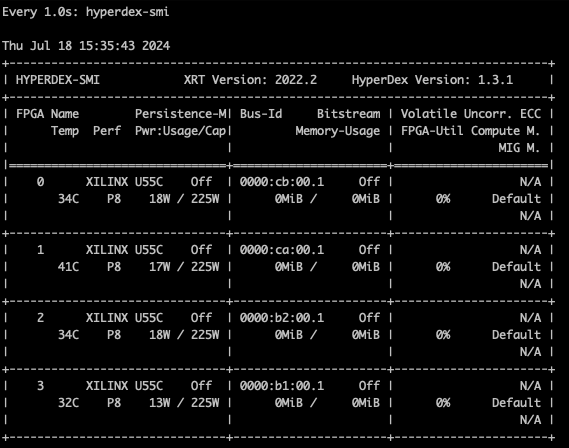 Every 1.0s: hyperdex-smi
Thu Jul 18 15:35:43 2024
+-----------------------------------------------------------------------------+
| HYPERDEX-SMI            XRT Version: 2022.2     HyperDex Version: 1.3.1     |
+-------------------------------+----------------------+----------------------+
| FPGA Name        Persistence-M| Bus-Id     Bitstream | Volatile Uncorr. ECC |
|      Temp  Perf  Pwr:Usage/Cap|         Memory-Usage | FPGA-Util Compute M. |
|                               |                      |               MIG M. |
|===============================+======================+======================|
|    0      XILINX U55C    Off  | 0000:cb:00.1     Off |                  N/A |
|       34C    P8    18W / 225W |      0MiB /     0MiB |      0%      Default |
|                               |                      |                  N/A |
+-------------------------------+----------------------+----------------------+
|    1      XILINX U55C    Off  | 0000:ca:00.1     Off |                  N/A |
|       41C    P8    17W / 225W |      0MiB /     0MiB |      0%      Default |
|                               |                      |                  N/A |
+-------------------------------+----------------------+----------------------+
|    2      XILINX U55C    Off  | 0000:b2:00.1     Off |                  N/A |
|       34C    P8    18W / 225W |      0MiB /     0MiB |      0%      Default |
|                               |                      |                  N/A |
+-------------------------------+----------------------+----------------------+
|    3      XILINX U55C    Off  | 0000:b1:00.1     Off |                  N/A |
|       32C    P8    13W / 225W |      0MiB /     0MiB |      0%      Default |
|                               |                      |                  N/A |
+-------------------------------+----------------------+----------------------+